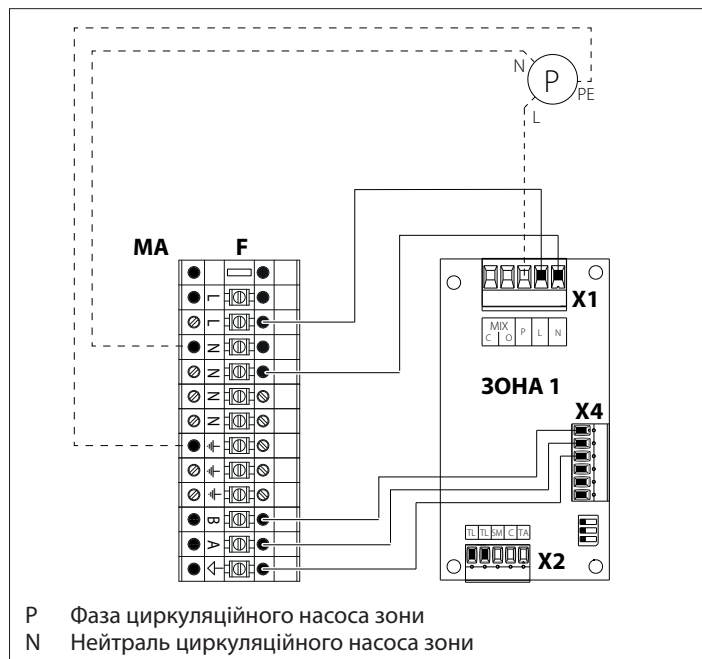 N
P
PE
L
MA F
L
L
N
N
N
N
B
A
X1
MIX
C O P L N
ЗОНА 1
X4
TL TL SM C TA
X2
P Фаза циркуляційного насоса зони
N Нейтраль циркуляційного насоса зони